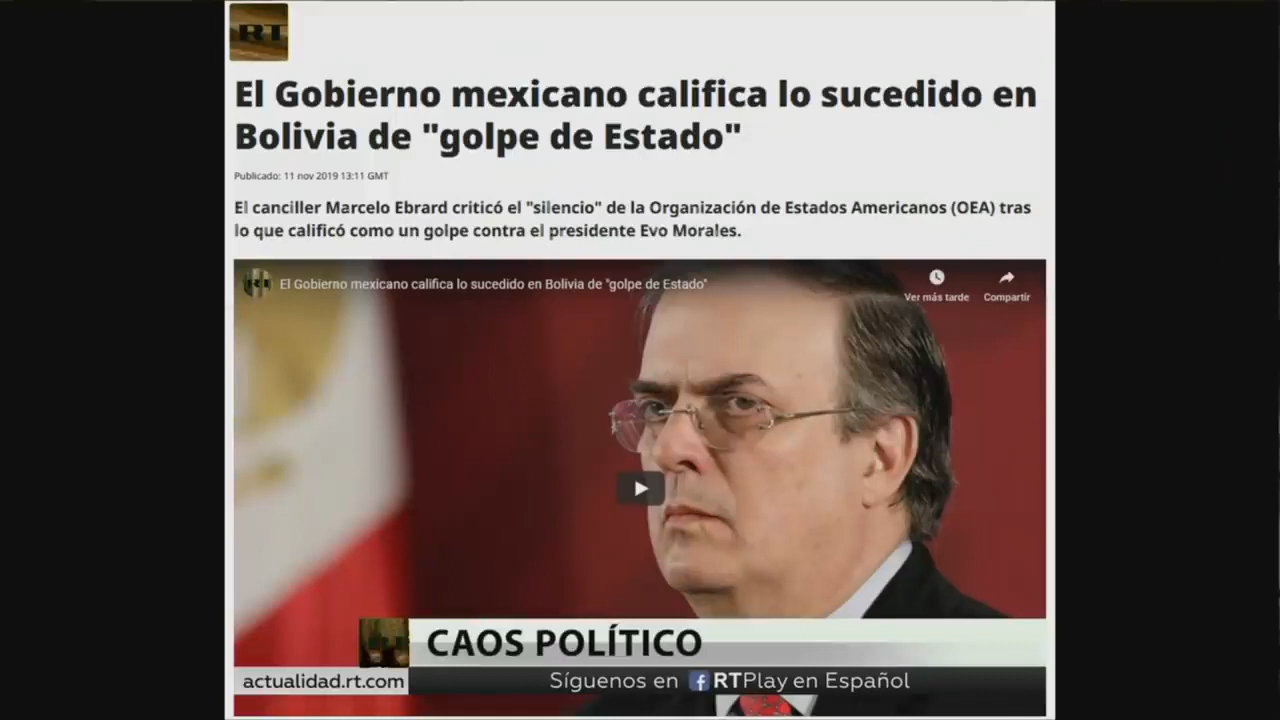 RT
El Gobierno mexicano califica lo sucedido en
Bolivia de "golpe de Estado"
Publicado: 11 nov 2019 13:11 GMT
El canciller Marcelo Ebrard criticó el "silencio" de la Organización de Estados Americanos (OEA) tras
lo que calificó como un golpe contra el presidente Evo Morales.
RT
El Gobierno mexicano califica lo sucedido en Bolivia de "golpe de Estado"
Ver más tarde
Compartir
RT
CAOS POLÍTICO
actualidad.rt.com
Síguenos en f RTPlay en Español